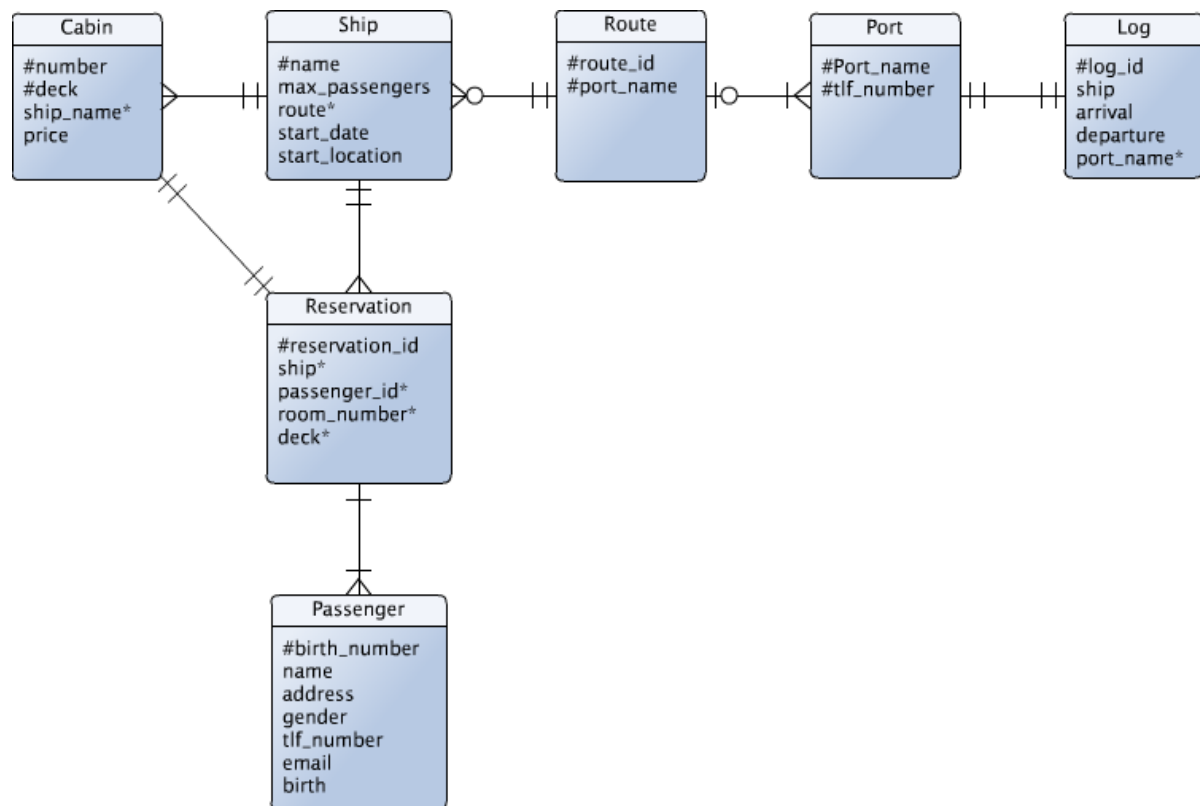 Cabin
#number
#deck
ship_name*
price
Ship
#name
max_passengers
route*
start_date
start_location
Route
#route_id
#port_name
Port
#Port_name
#tlf_number
Log
#log_id
ship
arrival
departure
port_name*
Reservation
#reservation_id
ship*
passenger_id*
room_number*
deck*
Passenger
#birth_number
name
address
gender
tlf_number
email
birth